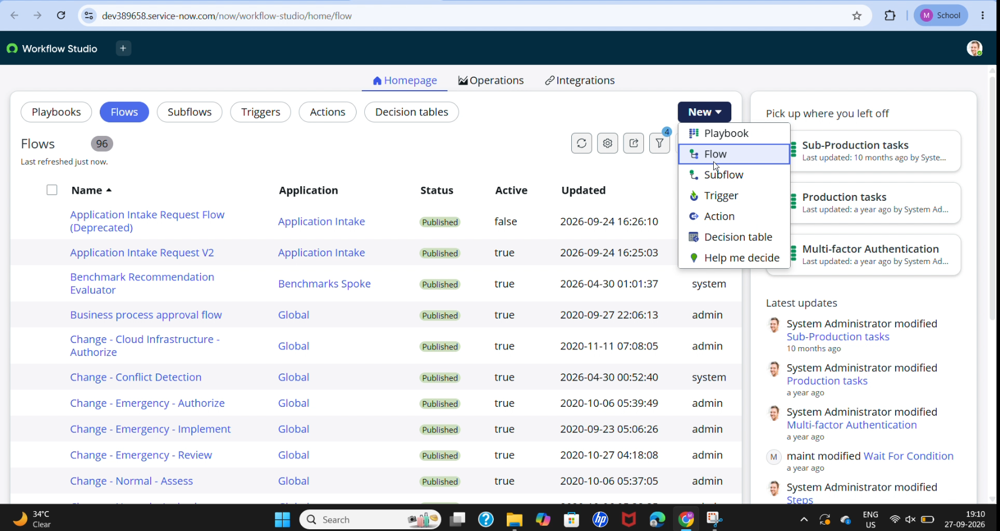 dev389658.service-now.com/now/workflow-studio/home/flow
M School
Workflow Studio
Homepage Operations Integrations
Playbooks Flows Subflows Triggers Actions Decision tables New
Flows 96
Last refreshed just now.
4
Playbook
Flow
Subflow
Trigger
Action
Decision table
Help me decide
Name Application Status Active Updated
Application Intake Request Flow
(Deprecated) Application Intake Published false 2026-09-24 16:26:10
Application Intake Request V2 Application Intake Published true 2026-09-24 16:25:03
Benchmark Recommendation
Evaluator Benchmarks Spoke Published true 2026-04-30 01:01:37 system
Business process approval flow Global Published true 2020-09-27 22:06:13 admin
Change - Cloud Infrastructure -
Authorize Global Published true 2020-11-11 07:08:05 admin
Change - Conflict Detection Global Published true 2026-04-30 00:52:40 system
Change - Emergency - Authorize Global Published true 2020-10-06 05:39:49 admin
Change - Emergency - Implement Global Published true 2020-09-23 05:06:26 admin
Change - Emergency - Review Global Published true 2020-10-27 04:18:08 admin
Change - Normal - Assess Global Published true 2020-10-06 05:37:05 admin
Pick up where you left off
Sub-Production tasks
Last updated: 10 months ago by Syste...
Production tasks
Last updated: a year ago by System Ad...
Multi-factor Authentication
Last updated: a year ago by System Ad...
Latest updates
System Administrator modified
Sub-Production tasks
10 months ago
System Administrator modified
Production tasks
a year ago
System Administrator modified
Multi-factor Authentication
a year ago
M maint modified Wait For Condition
a year ago
System Administrator modified
Steps
34°C
Clear
Search
hp
ENG
US
19:10
27-09-2026